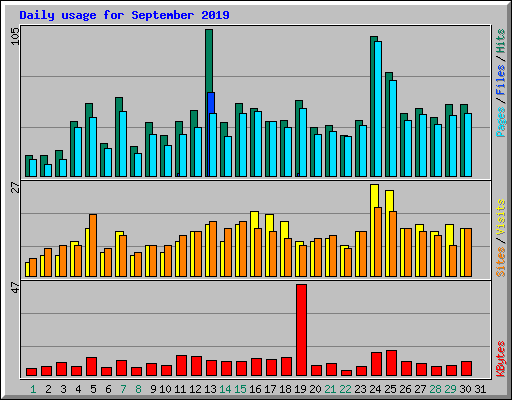 Daily usage for September 2019
105
Pages/Files/Hits
27
Sites/Visits
47
KBytes
1 2 3 4 5 6 7 8 9 10 11 12 13 14 15 16 17 18 19 20 21 22 23 24 25 26 27 28 29 30 31